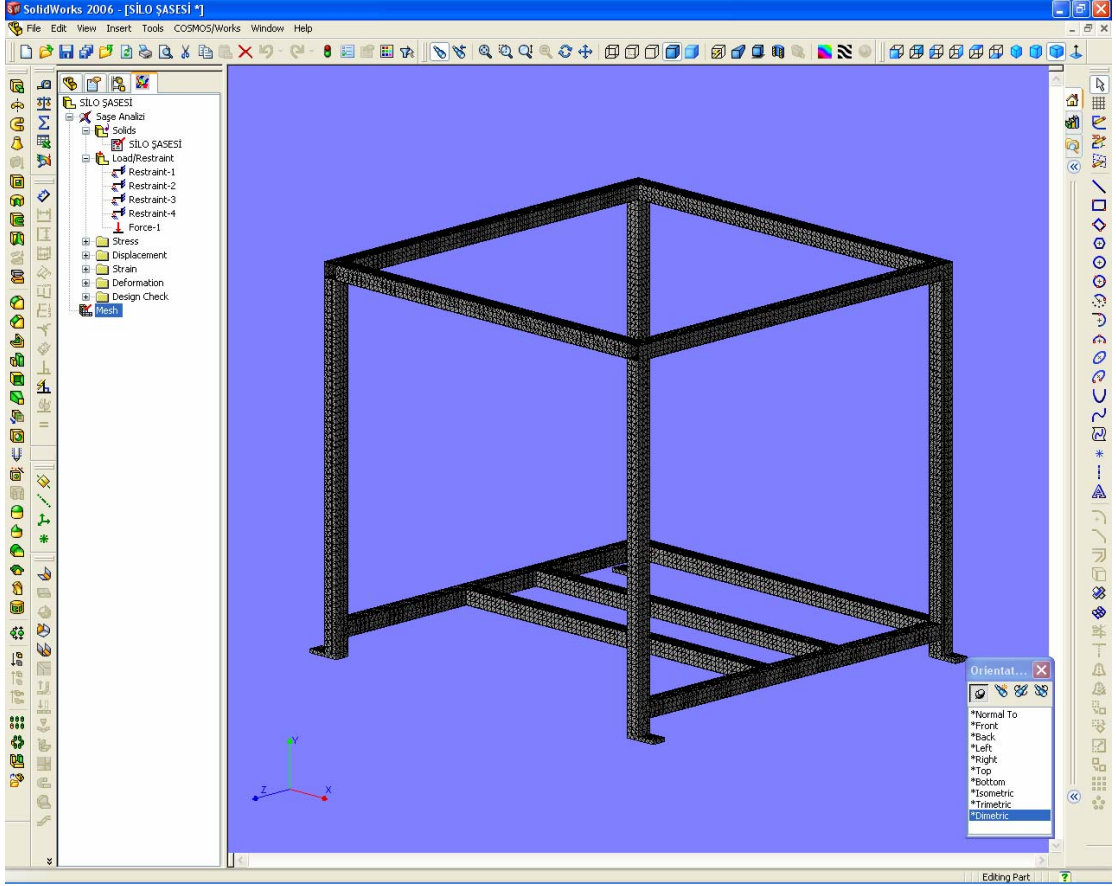 SolidWorks 2006 - [SİLO ŞASESİ *]
File Edit View Insert Tools COSMOS/Works Window Help
SİLO ŞASESİ
Saşe Analizi
Solids
SİLO ŞASESİ
Load/Restraint
Restraint-1
Restraint-2
Restraint-3
Restraint-4
Force-1
Stress
Displacement
Strain
Deformation
Design Check
Mesh
Orientat...
*Normal To
*Front
*Back
*Left
*Right
*Top
*Bottom
*Isometric
*Trimetric
*Dimetric
Y
Z
X
Editing Part